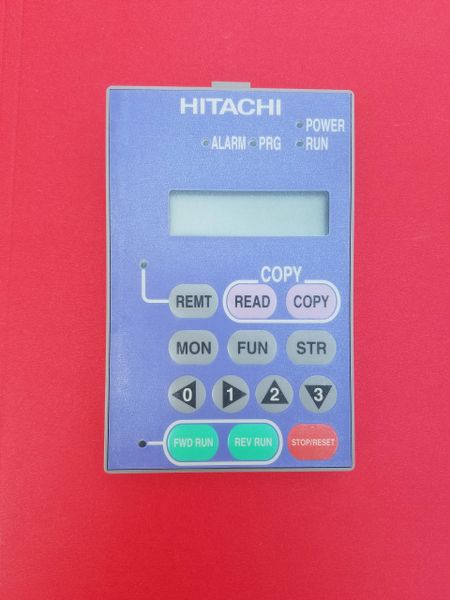 HITACHI
POWER
ALARM PRG RUN
COPY
REMT READ COPY
MON FUN STR
0 1 2 3
FWD RUN REV RUN STOP/RESET